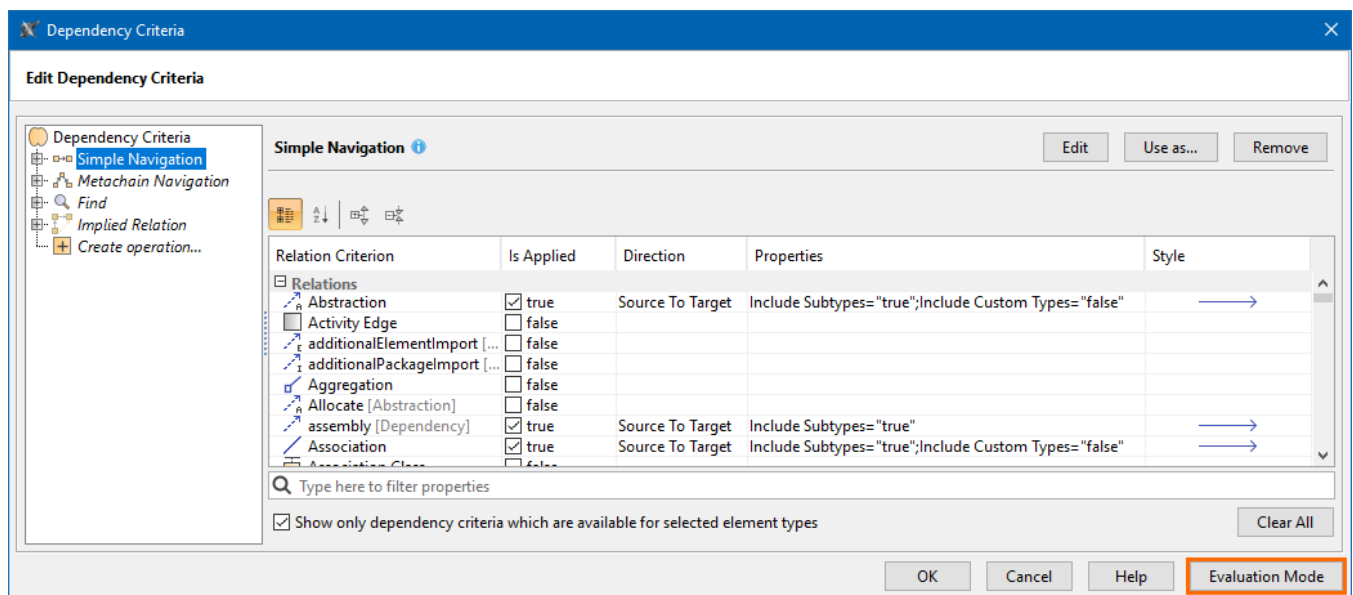 Dependency Criteria
Edit Dependency Criteria
Dependency Criteria
Simple Navigation
Metachain Navigation
Find
Implied Relation
Create operation...
Simple Navigation
Edit
Use as...
Remove
Relation Criterion Is Applied Direction Properties Style
Relations
Abstraction true Source To Target Include Subtypes="true";Include Custom Types="false"
Activity Edge false
additionalElementImport [... false
additionalPackageImport [... false
Aggregation false
Allocate [Abstraction] false
assembly [Dependency] true Source To Target Include Subtypes="true"
Association true Source To Target Include Subtypes="true";Include Custom Types="false"
Association Class false
Type here to filter properties
Show only dependency criteria which are available for selected element types
Clear All
OK
Cancel
Help
Evaluation Mode